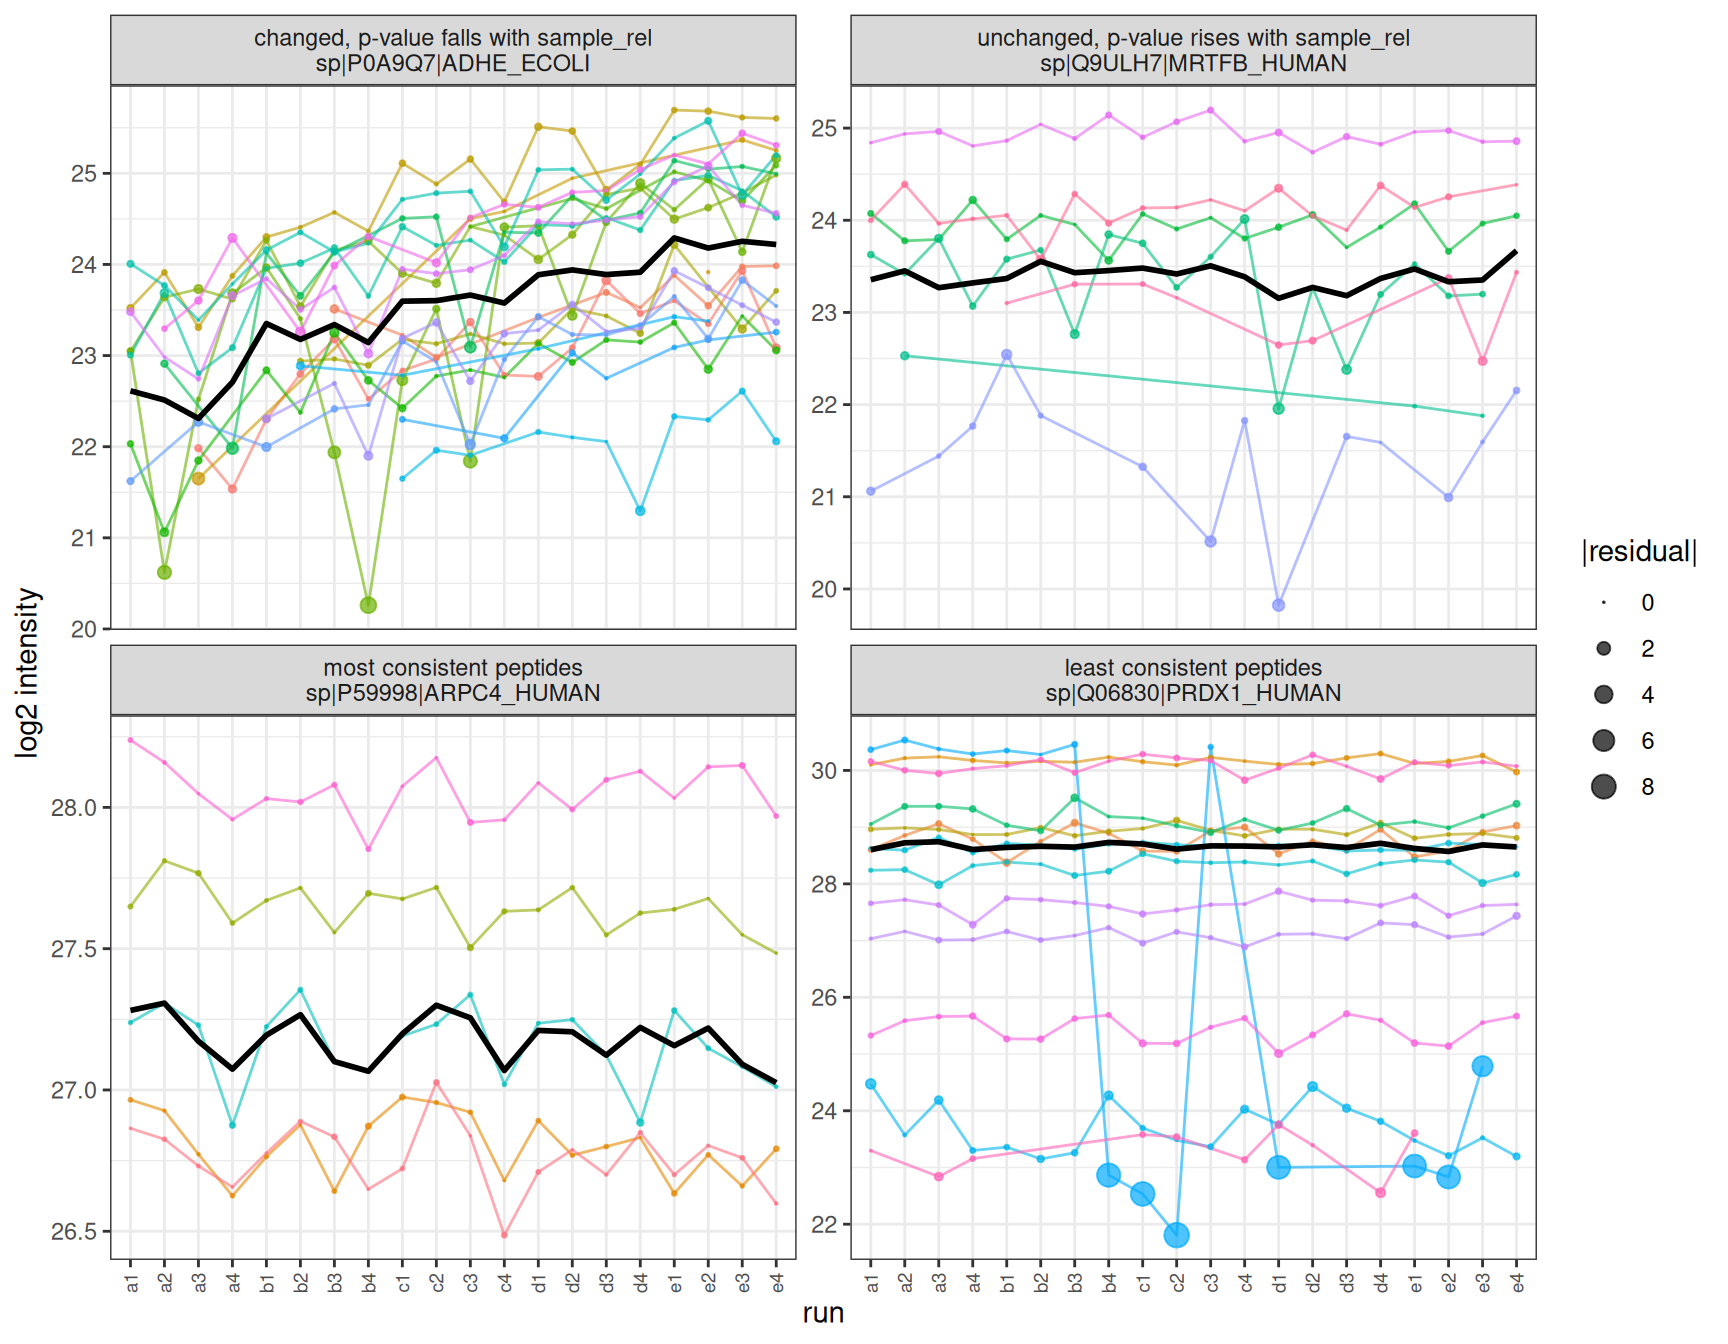 changed, p-value falls with sample_rel
sp|P0A9Q7|ADHE_ECOLI
unchanged, p-value rises with sample_rel
sp|Q9ULH7|MRTFB_HUMAN
25
24
23
22
21
20
25
24
23
22
21
20
most consistent peptides
sp|P59998|ARPC4_HUMAN
least consistent peptides
sp|Q06830|PRDX1_HUMAN
28.0
27.5
27.0
26.5
30
28
26
24
22
a1 a2 a3 a4 b1 b2 b3 b4 c1 c2 c3 c4 d1 d2 d3 d4 e1 e2 e3 e4
a1 a2 a3 a4 b1 b2 b3 b4 c1 c2 c3 c4 d1 d2 d3 d4 e1 e2 e3 e4
run
log2 intensity
|residual|
0
2
4
6
8